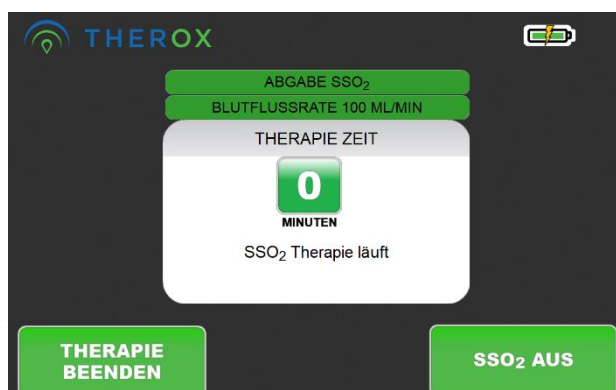 THEROX
ABGABE SSO₂
BLUTFLUSSRATE 100 ML/MIN
THERAPIE ZEIT
0
MINUTEN
SSO₂ Therapie läuft
THERAPIE
BEENDEN
SSO₂ AUS